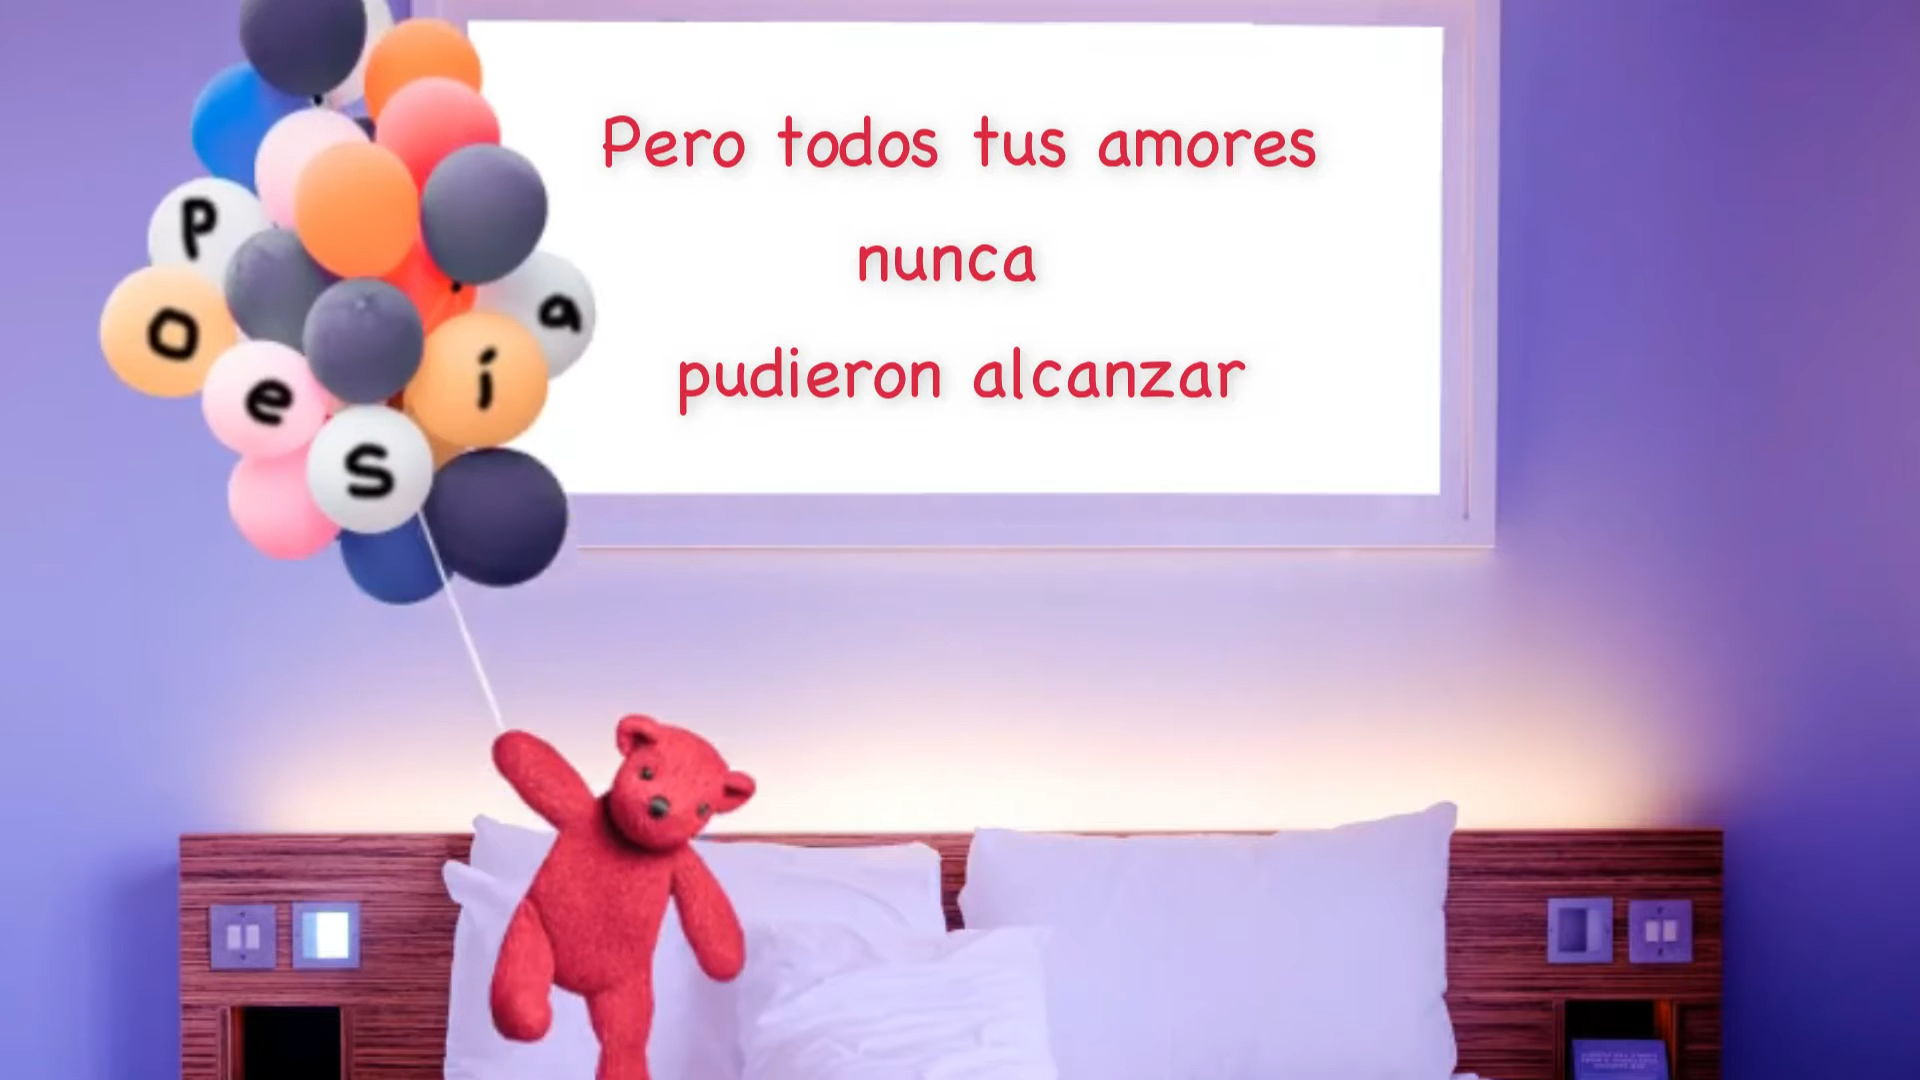 Pero todos tus amores
nunca
pudieron alcanzar
Poesía